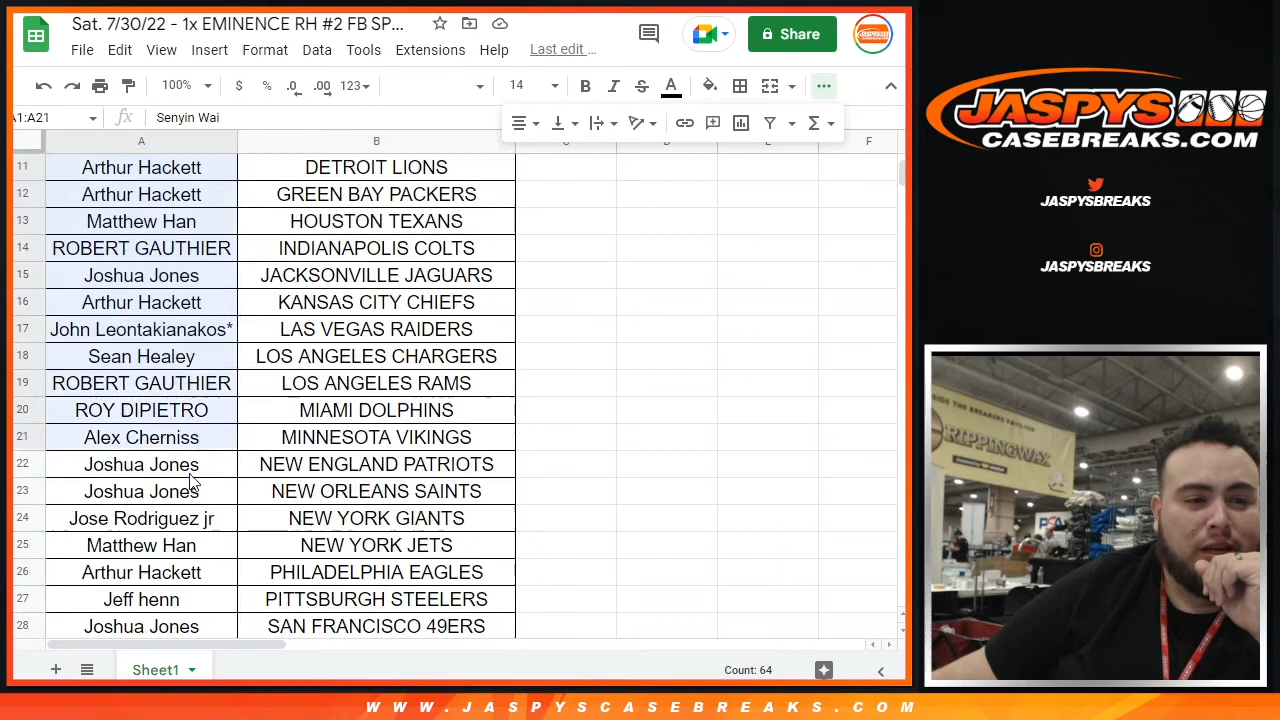 Sat. 7/30/22 - 1x EMINENCE RH #2 FB SP...
File Edit View Insert Format Data Tools Extensions Help Last edit ...
Share
JASPYS
CASEBREAKS.COM
100% $ % .0 .00 123 14 B I S A
A1:A21 fx Senyin Wai
A B C D E F
11 Arthur Hackett DETROIT LIONS
12 Arthur Hackett GREEN BAY PACKERS
13 Matthew Han HOUSTON TEXANS
14 ROBERT GAUTHIER INDIANAPOLIS COLTS
15 Joshua Jones JACKSONVILLE JAGUARS
16 Arthur Hackett KANSAS CITY CHIEFS
17 John Leontakianakos* LAS VEGAS RAIDERS
18 Sean Healey LOS ANGELES CHARGERS
19 ROBERT GAUTHIER LOS ANGELES RAMS
20 ROY DIPIETRO MIAMI DOLPHINS
21 Alex Cherniss MINNESOTA VIKINGS
22 Joshua Jones NEW ENGLAND PATRIOTS
23 Joshua Jones NEW ORLEANS SAINTS
24 Jose Rodriguez jr NEW YORK GIANTS
25 Matthew Han NEW YORK JETS
26 Arthur Hackett PHILADELPHIA EAGLES
27 Jeff henn PITTSBURGH STEELERS
28 Joshua Jones SAN FRANCISCO 49ERS
Sheet1 Count: 64
JASPYSBREAKS
JASPYSBREAKS
THE BREAKERS PAVILION
RIPPINGWAX
PSA
WWW.JASPYSCASEBREAKS.COM